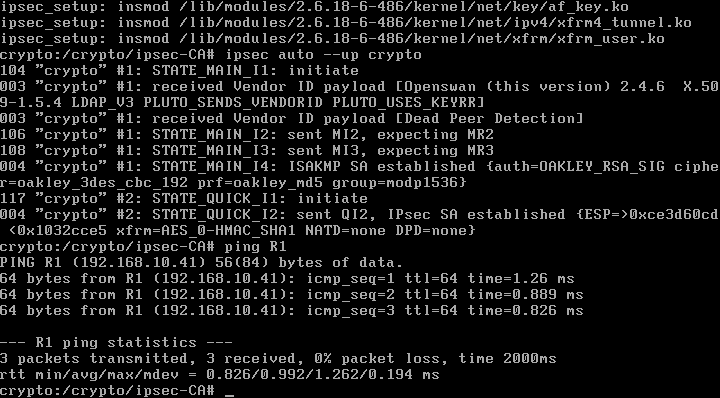 ipsec_setup: insmod /lib/modules/2.6.18-6-486/kernel/net/key/af_key.ko
ipsec_setup: insmod /lib/modules/2.6.18-6-486/kernel/net/ipv4/xfrm4_tunnel.ko
ipsec_setup: insmod /lib/modules/2.6.18-6-486/kernel/net/xfrm/xfrm_user.ko
crypto:/crypto/ipsec-CA# ipsec auto --up crypto
104 "crypto" #1: STATE_MAIN_I1: initiate
003 "crypto" #1: received Vendor ID payload [Openswan (this version) 2.4.6  X.50
9-1.5.4 LDAP_V3 PLUTO_SENDS_VENDORID PLUTO_USES_KEYRR]
003 "crypto" #1: received Vendor ID payload [Dead Peer Detection]
106 "crypto" #1: STATE_MAIN_I2: sent MI2, expecting MR2
108 "crypto" #1: STATE_MAIN_I3: sent MI3, expecting MR3
004 "crypto" #1: STATE_MAIN_I4: ISAKMP SA established {auth=OAKLEY_RSA_SIG ciphe
r=oakley_3des_cbc_192 prf=oakley_md5 group=modp1536}
117 "crypto" #2: STATE_QUICK_I1: initiate
004 "crypto" #2: STATE_QUICK_I2: sent QI2, IPsec SA established {ESP=>0xce3d60cd
 <0x1032cce5 xfrm=AES_0-HMAC_SHA1 NATD=none DPD=none}
crypto:/crypto/ipsec-CA# ping R1
PING R1 (192.168.10.41) 56(84) bytes of data.
64 bytes from R1 (192.168.10.41): icmp_seq=1 ttl=64 time=1.26 ms
64 bytes from R1 (192.168.10.41): icmp_seq=2 ttl=64 time=0.889 ms
64 bytes from R1 (192.168.10.41): icmp_seq=3 ttl=64 time=0.826 ms
--- R1 ping statistics ---
3 packets transmitted, 3 received, 0% packet loss, time 2000ms
rtt min/avg/max/mdev = 0.826/0.992/1.262/0.194 ms
crypto:/crypto/ipsec-CA# _